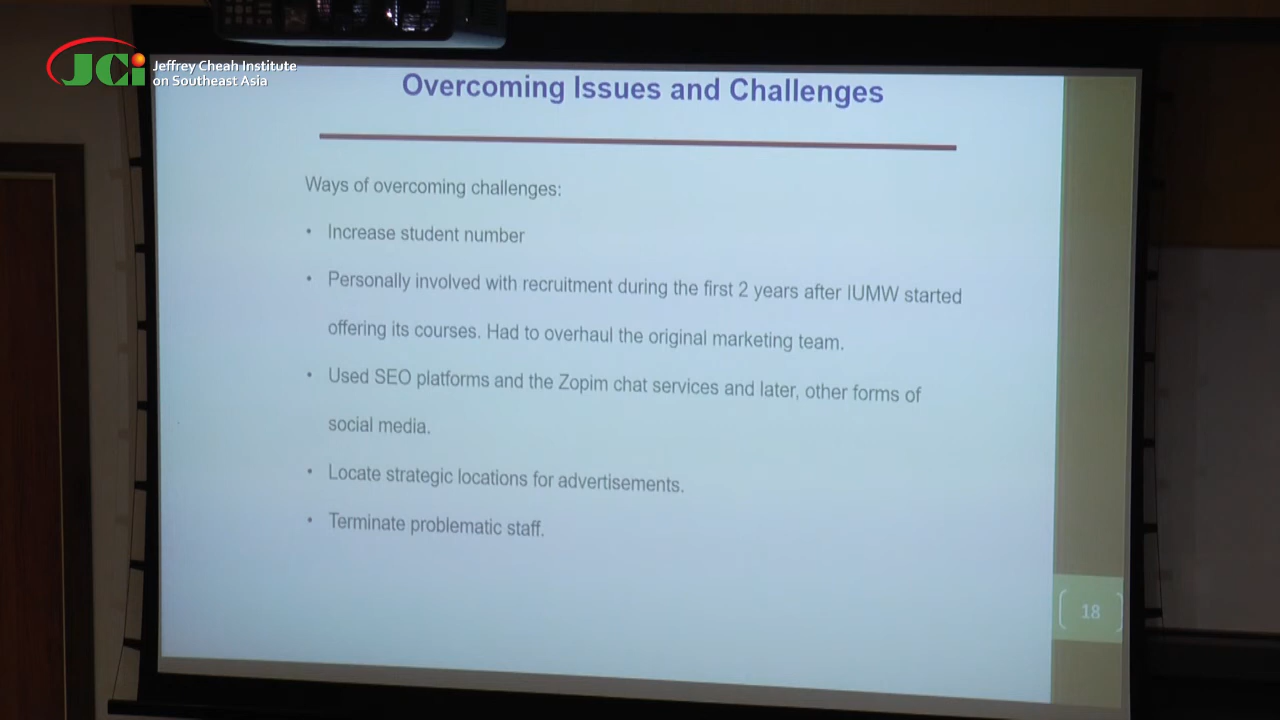 JCi
Jeffrey Cheah Institute
on Southeast Asia
Overcoming Issues and Challenges
Ways of overcoming challenges:
• Increase student number
• Personally involved with recruitment during the first 2 years after IUMW started
offering its courses. Had to overhaul the original marketing team.
• Used SEO platforms and the Zopim chat services and later, other forms of
social media.
• Locate strategic locations for advertisements.
• Terminate problematic staff.
18